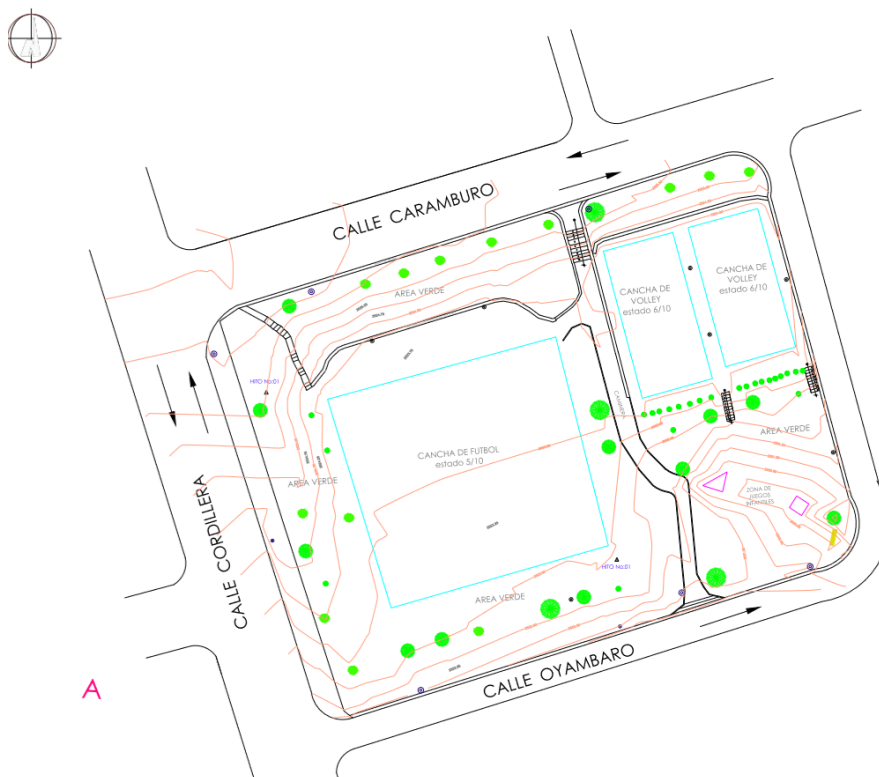 CALLE CARAMBURO
CANCHA DE
VOLLEY
estado 6/10
CANCHA DE
VOLLEY
estado 6/10
AREA VERDE
HITO No:01
CAMINERA
CANCHA DE FUTBOL
estado 5/10
AREA VERDE
AREA VERDE
ZONA DE
JUEGOS
INFANTILES
CALLE CORDILLERA
HITO No:01
AREA VERDE
CALLE OYAMBARO
A